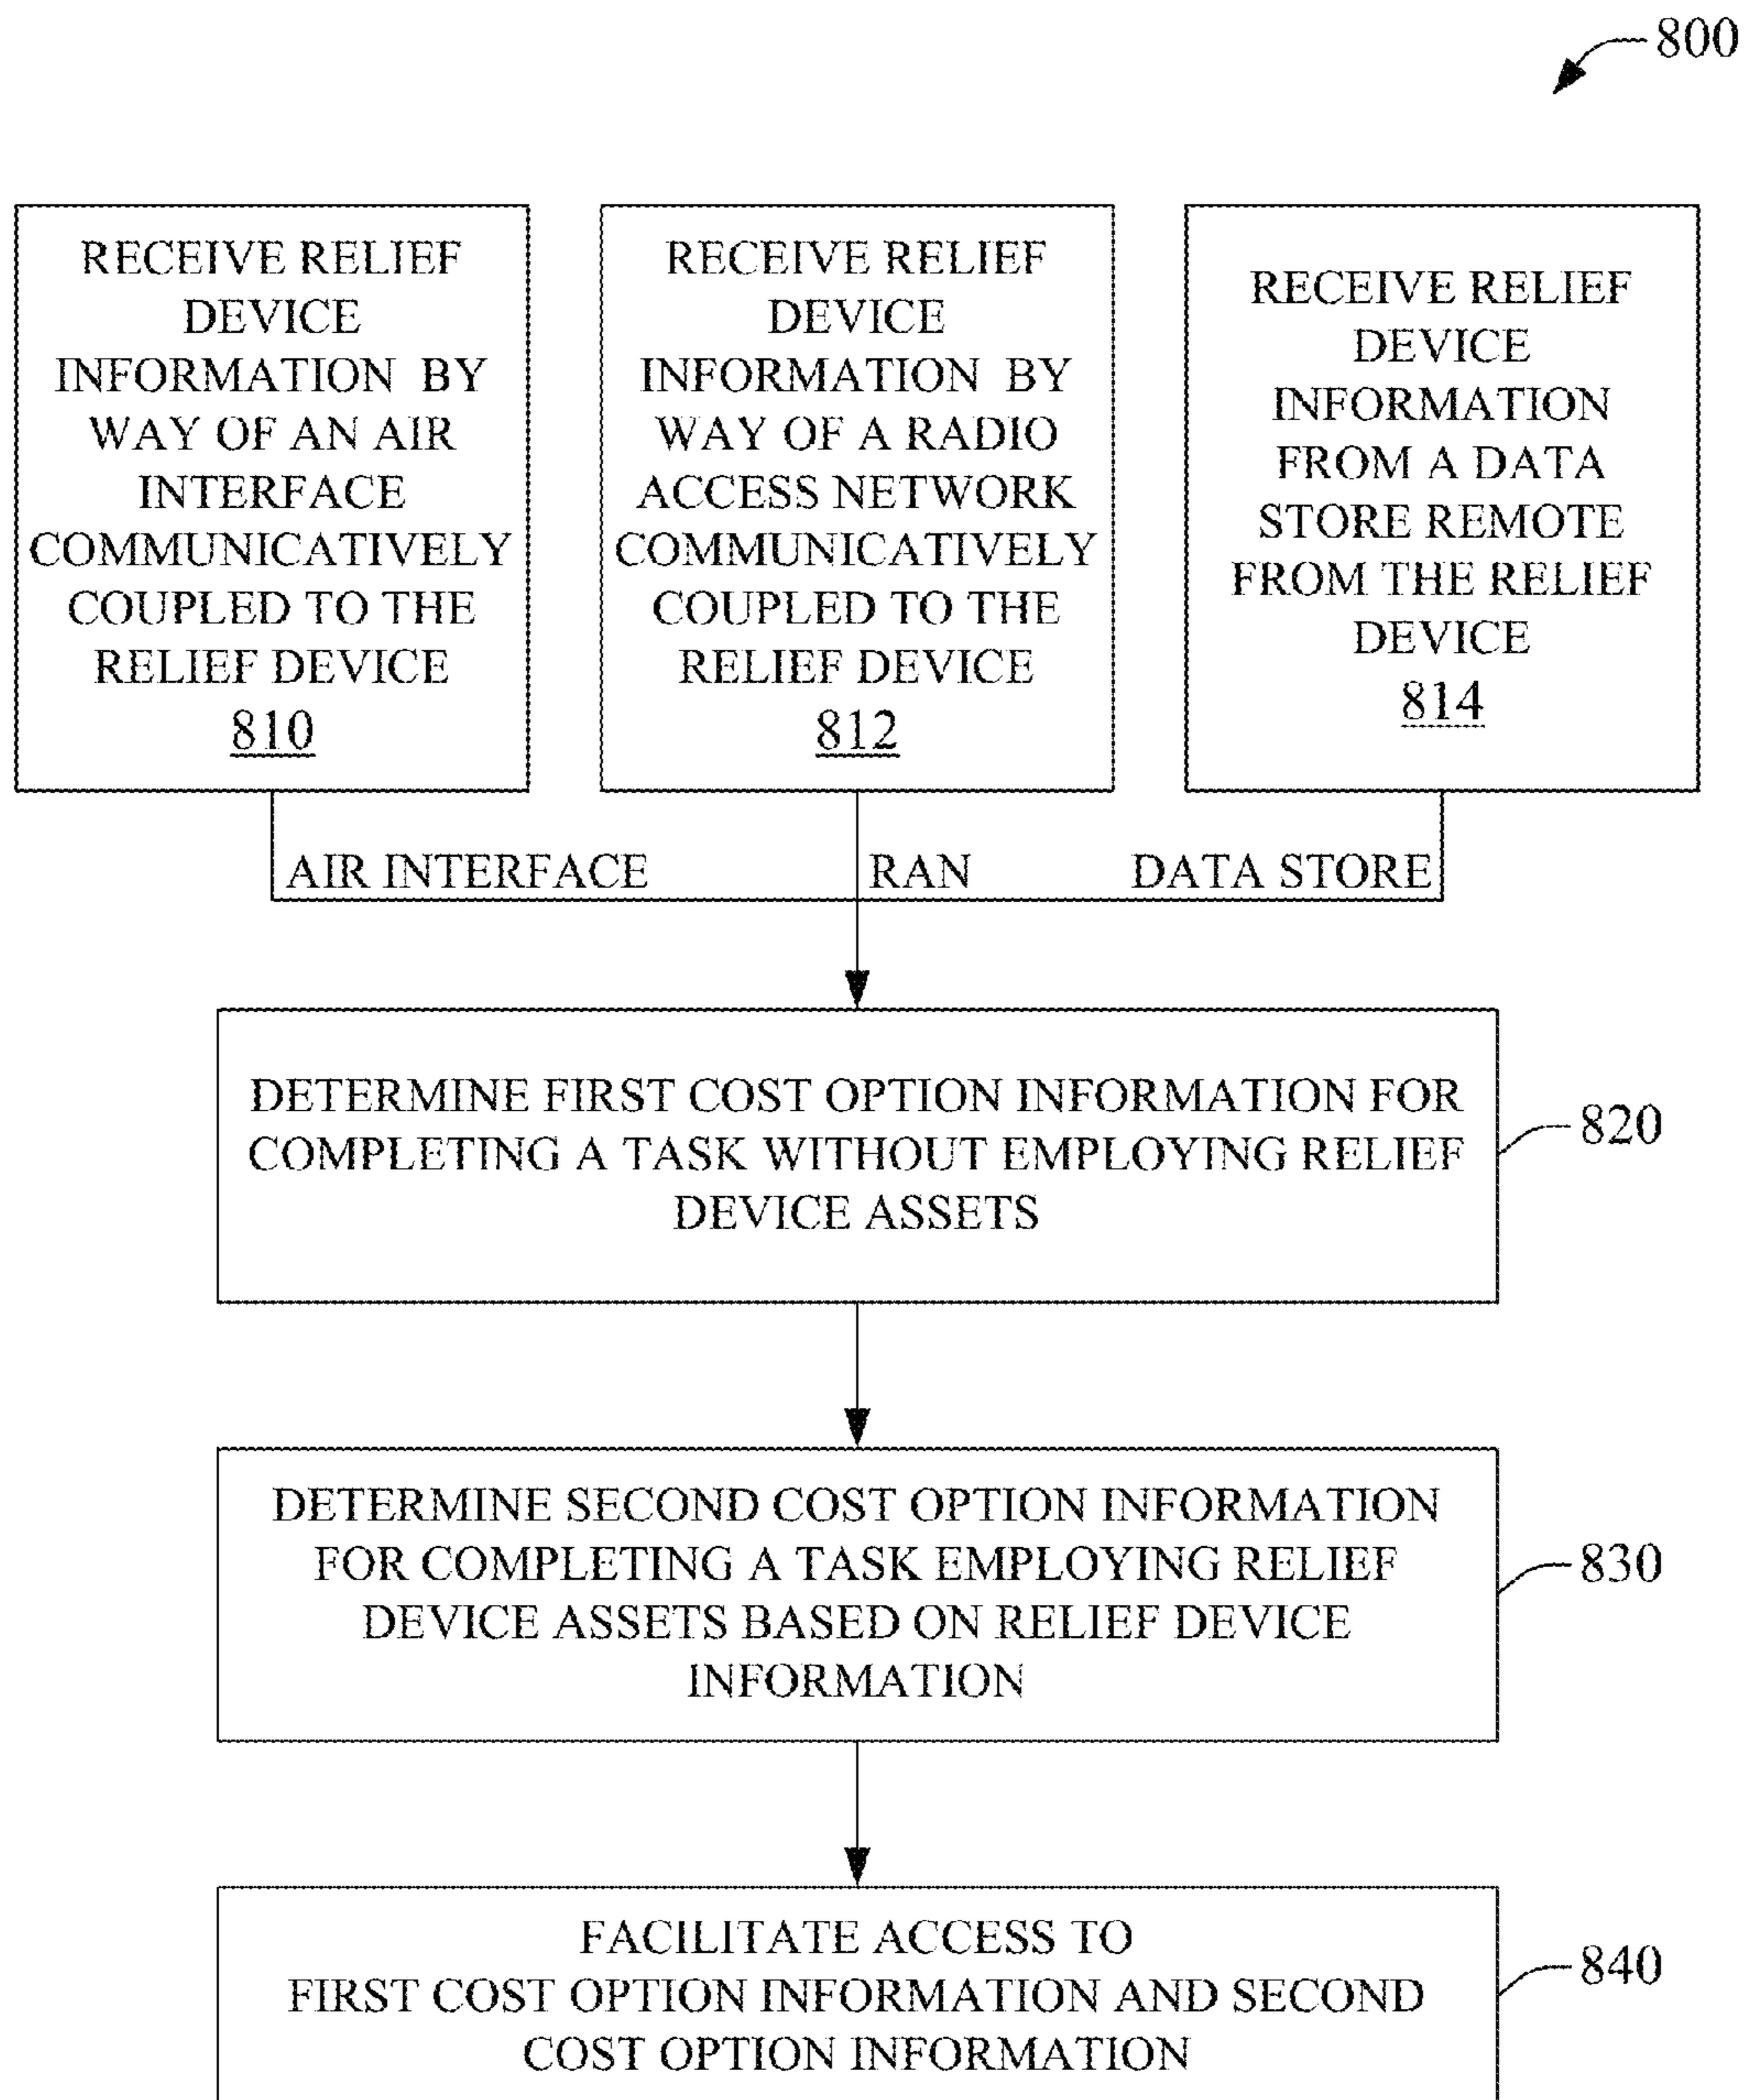 800
RECEIVE RELIEF
DEVICE
INFORMATION BY
WAY OF AN AIR
INTERFACE
COMMUNICATIVELY
COUPLED TO THE
RELIEF DEVICE
810
RECEIVE RELIEF
DEVICE
INFORMATION BY
WAY OF A RADIO
ACCESS NETWORK
COMMUNICATIVELY
COUPLED TO THE
RELIEF DEVICE
812
RECEIVE RELIEF
DEVICE
INFORMATION
FROM A DATA
STORE REMOTE
FROM THE RELIEF
DEVICE
814
AIR INTERFACE
RAN
DATA STORE
DETERMINE FIRST COST OPTION INFORMATION FOR
COMPLETING A TASK WITHOUT EMPLOYING RELIEF
DEVICE ASSETS
820
DETERMINE SECOND COST OPTION INFORMATION
FOR COMPLETING A TASK EMPLOYING RELIEF
DEVICE ASSETS BASED ON RELIEF DEVICE
INFORMATION
830
FACILITATE ACCESS TO
FIRST COST OPTION INFORMATION AND SECOND
COST OPTION INFORMATION
840